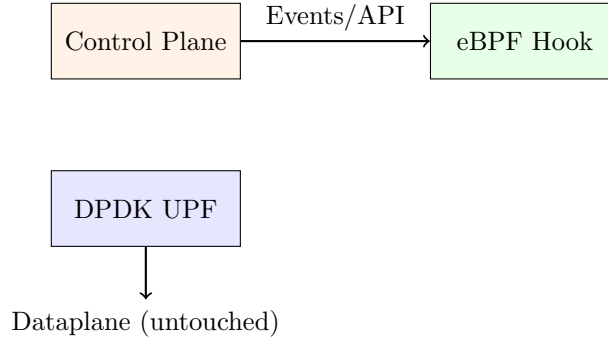 Events/API
Control Plane
eBPF Hook
DPDK UPF
Dataplane (untouched)